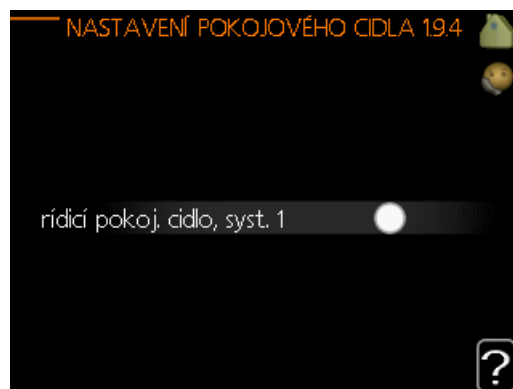 NASTAVENÍ POKOJOVÉHO CIDLA 1.9.4
rídicí pokoj. cidlo, syst. 1
?